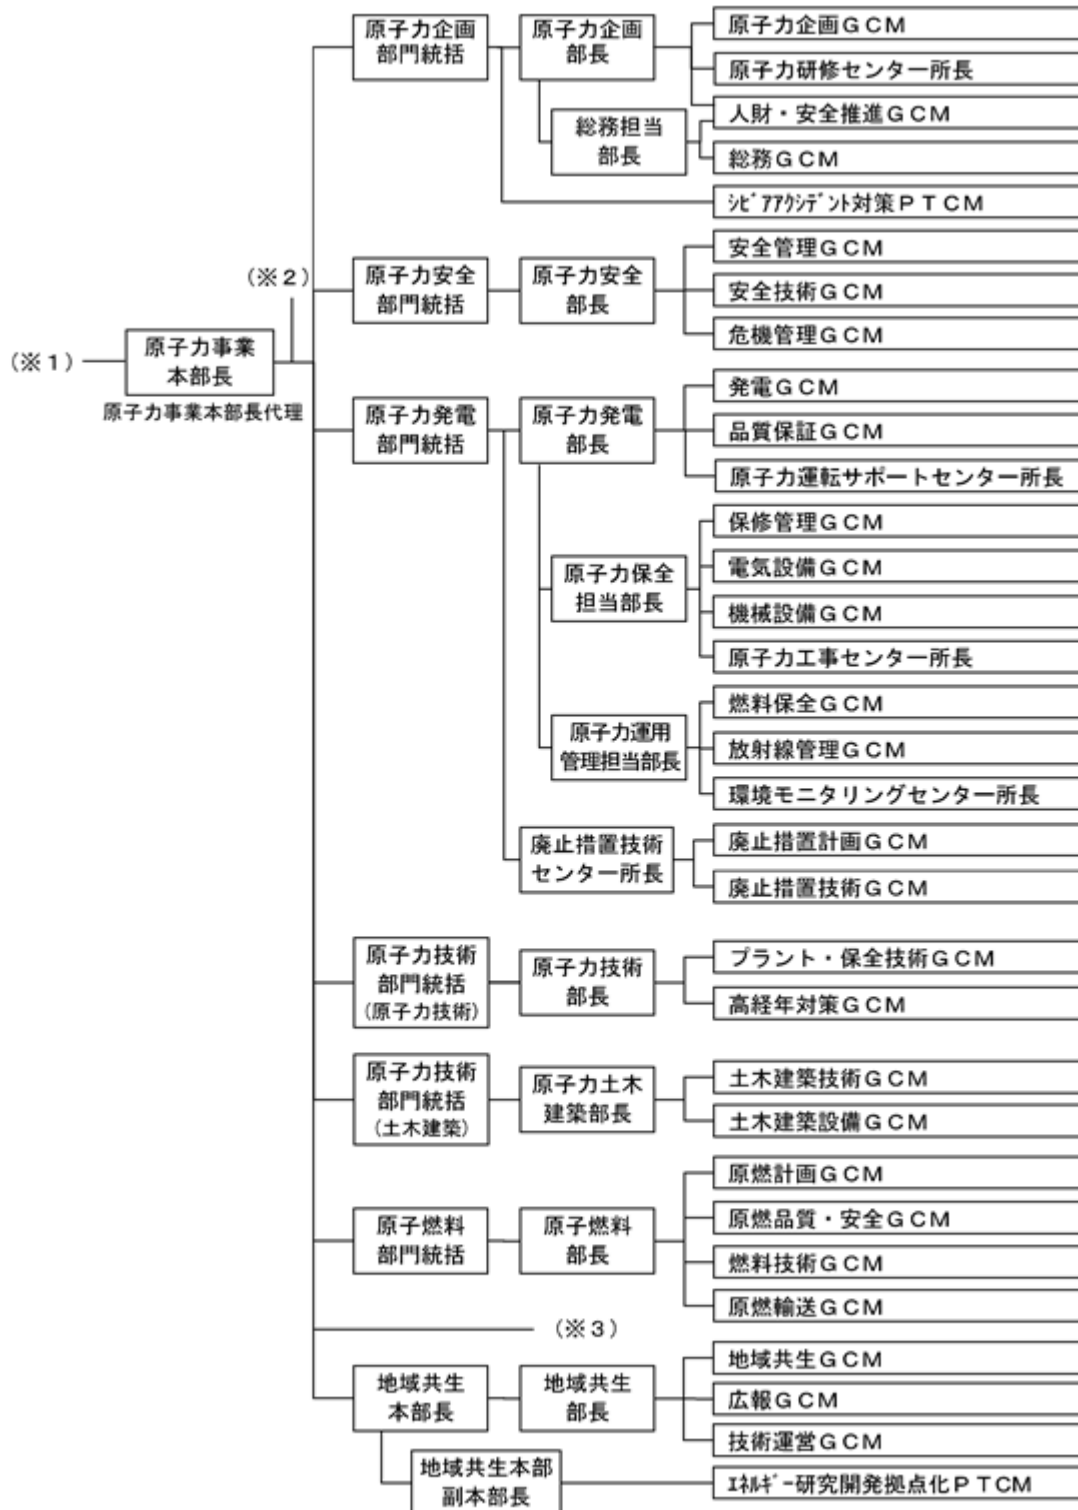 原子力企画
部門統括
原子力企画
部長
原子力企画GCM
原子力研修センター所長
人財・安全推進GCM
総務担当
部長
総務GCM
ｼﾋﾞｱｱｸｼﾃﾞﾝﾄ対策PTCM
(※2)
原子力安全
部門統括
原子力安全
部長
安全管理GCM
安全技術GCM
危機管理GCM
(※1)
原子力事業
本部長
原子力事業本部長代理
原子力発電
部門統括
原子力発電
部長
発電GCM
品質保証GCM
原子力運転サポートセンター所長
原子力保全
担当部長
保修管理GCM
電気設備GCM
機械設備GCM
原子力工事センター所長
原子力運用
管理担当部長
燃料保全GCM
放射線管理GCM
環境モニタリングセンター所長
廃止措置技術
センター所長
廃止措置計画GCM
廃止措置技術GCM
原子力技術
部門統括
(原子力技術)
原子力技術
部長
プラント・保全技術GCM
高経年対策GCM
原子力技術
部門統括
(土木建築)
原子力土木
建築部長
土木建築技術GCM
土木建築設備GCM
原子燃料
部門統括
原子燃料
部長
原燃計画GCM
原燃品質・安全GCM
燃料技術GCM
原燃輸送GCM
(※3)
地域共生
本部長
地域共生
部長
地域共生GCM
広報GCM
技術運営GCM
地域共生本部
副本部長
ｴﾈﾙｷﾞｰ研究開発拠点化PTCM